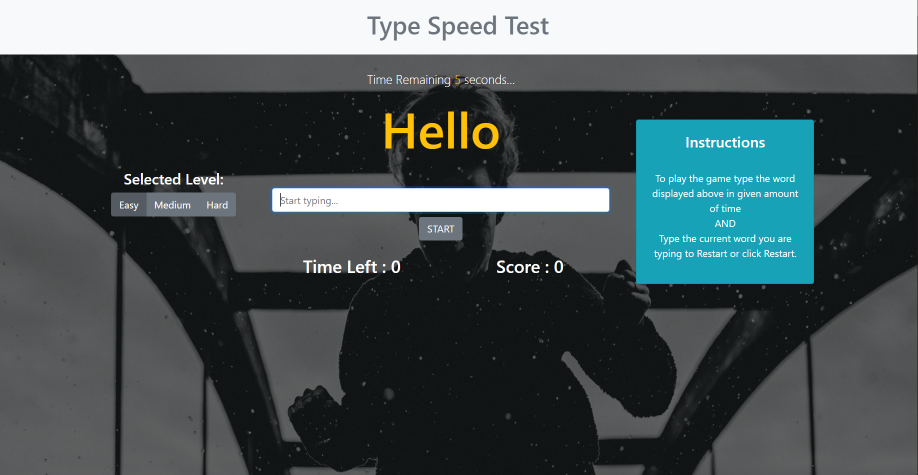 Type Speed Test
Time Remaining 5 seconds...
Hello
Selected Level:
Easy Medium Hard
Start typing...
START
Time Left : 0 Score : 0
Instructions
To play the game type the word
displayed above in given amount
of time
AND
Type the current word you are
typing to Restart or click Restart.